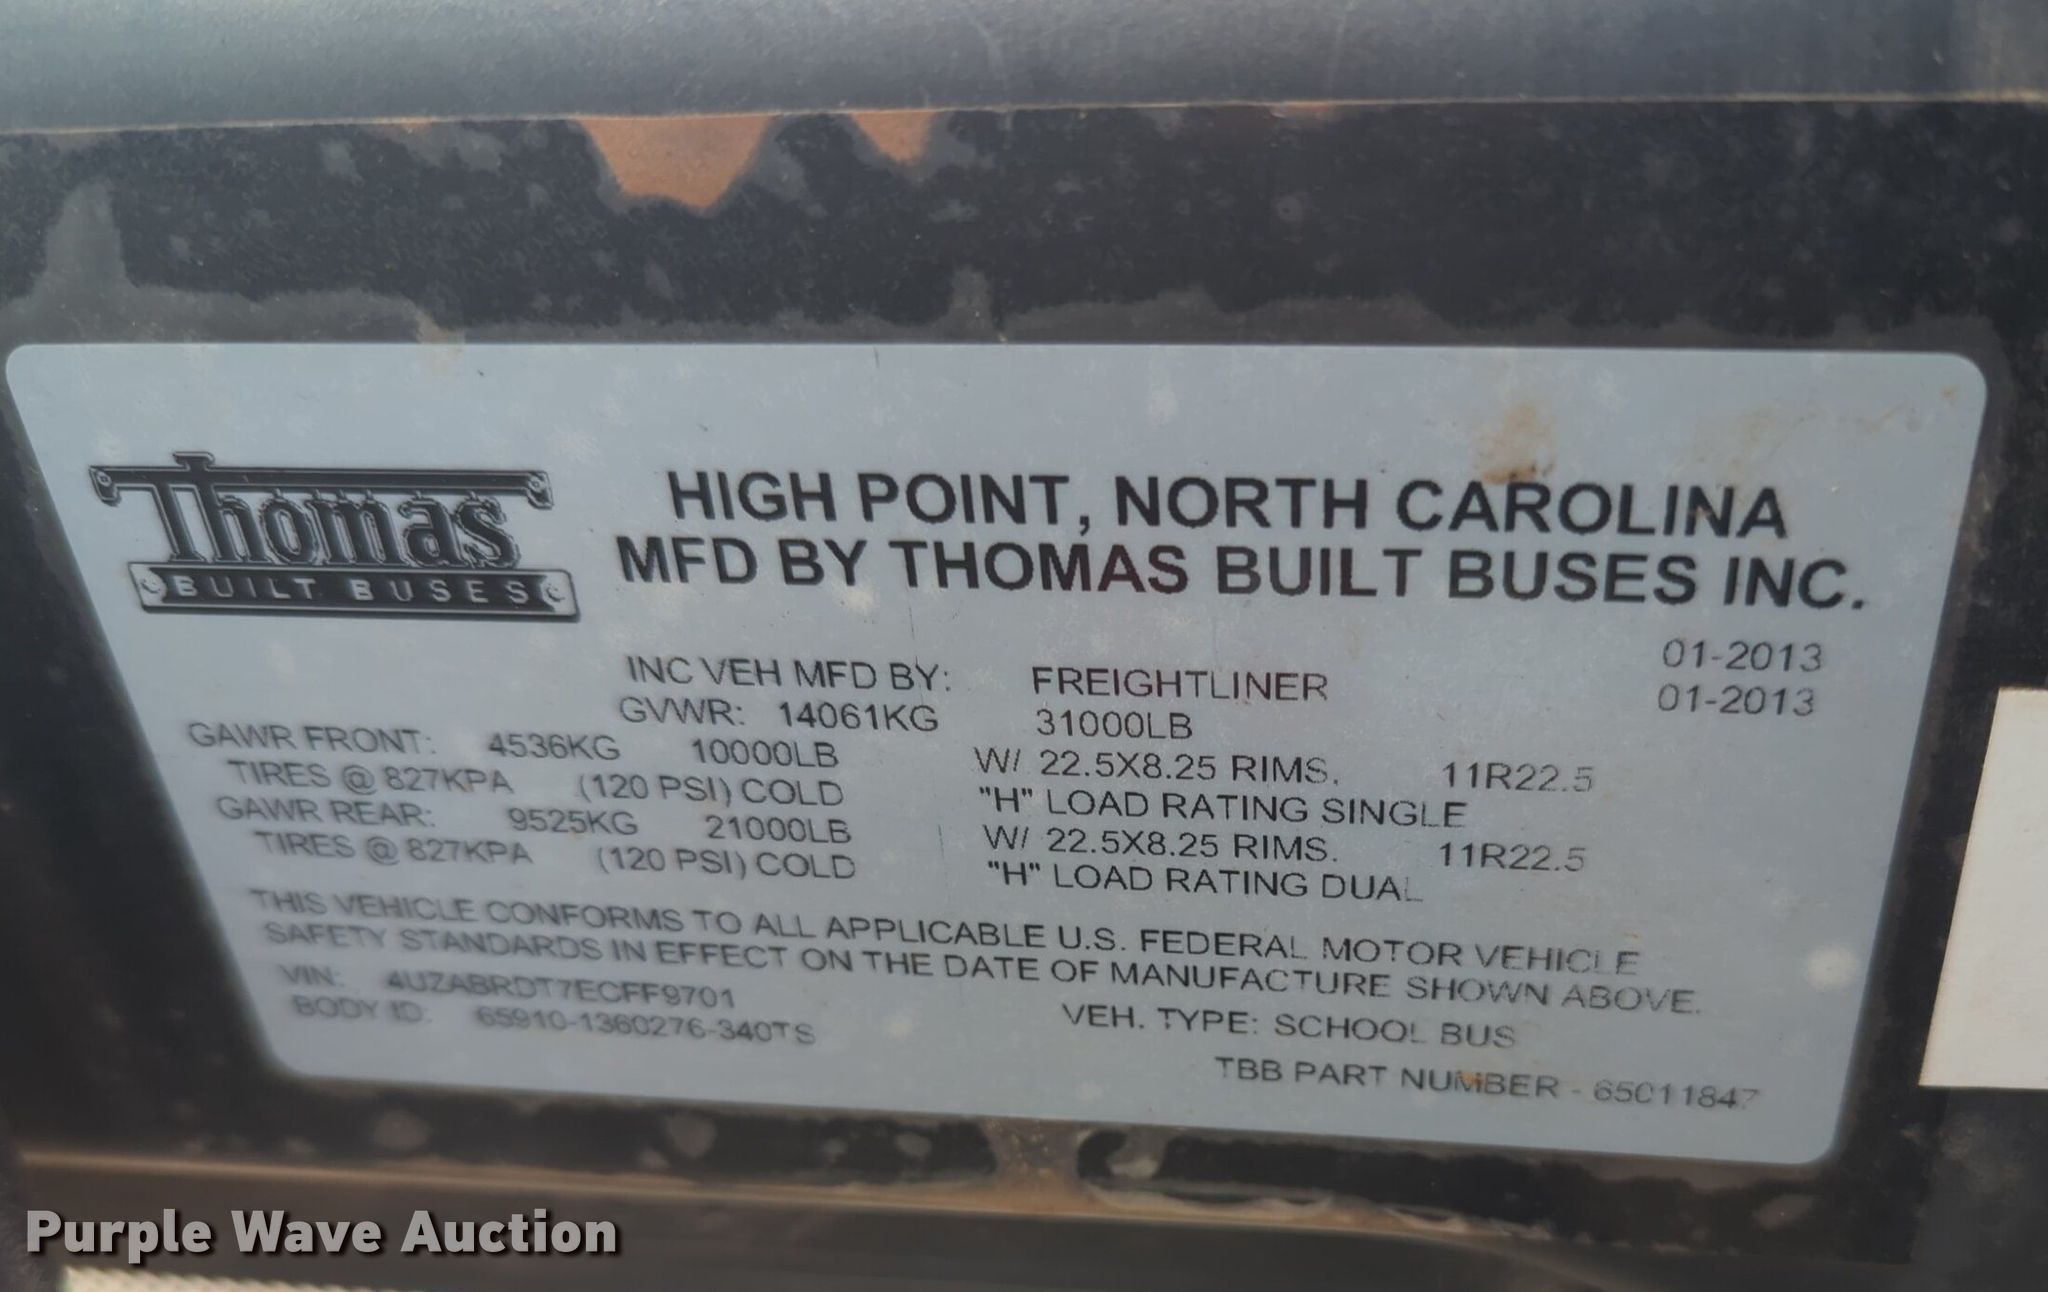 Thomas
BUILT BUSES
HIGH POINT, NORTH CAROLINA
MFD BY THOMAS BUILT BUSES INC.
01-2013
INC VEH MFD BY: FREIGHTLINER 01-2013
GVWR: 14061KG 31000LB
GAWR FRONT: 4536KG 10000LB W/ 22.5X8.25 RIMS. 11R22.5
TIRES @ 827KPA (120 PSI) COLD "H" LOAD RATING SINGLE
GAWR REAR: 9525KG 21000LB W/ 22.5X8.25 RIMS. 11R22.5
TIRES @ 827KPA (120 PSI) COLD "H" LOAD RATING DUAL
THIS VEHICLE CONFORMS TO ALL APPLICABLE U.S. FEDERAL MOTOR VEHICLE
SAFETY STANDARDS IN EFFECT ON THE DATE OF MANUFACTURE SHOWN ABOVE.
VIN: 4UZABRDT7ECFF9701
BODY ID: 65910-1360276-340TS VEH. TYPE: SCHOOL BUS
TBB PART NUMBER - 65011847
Purple Wave Auction